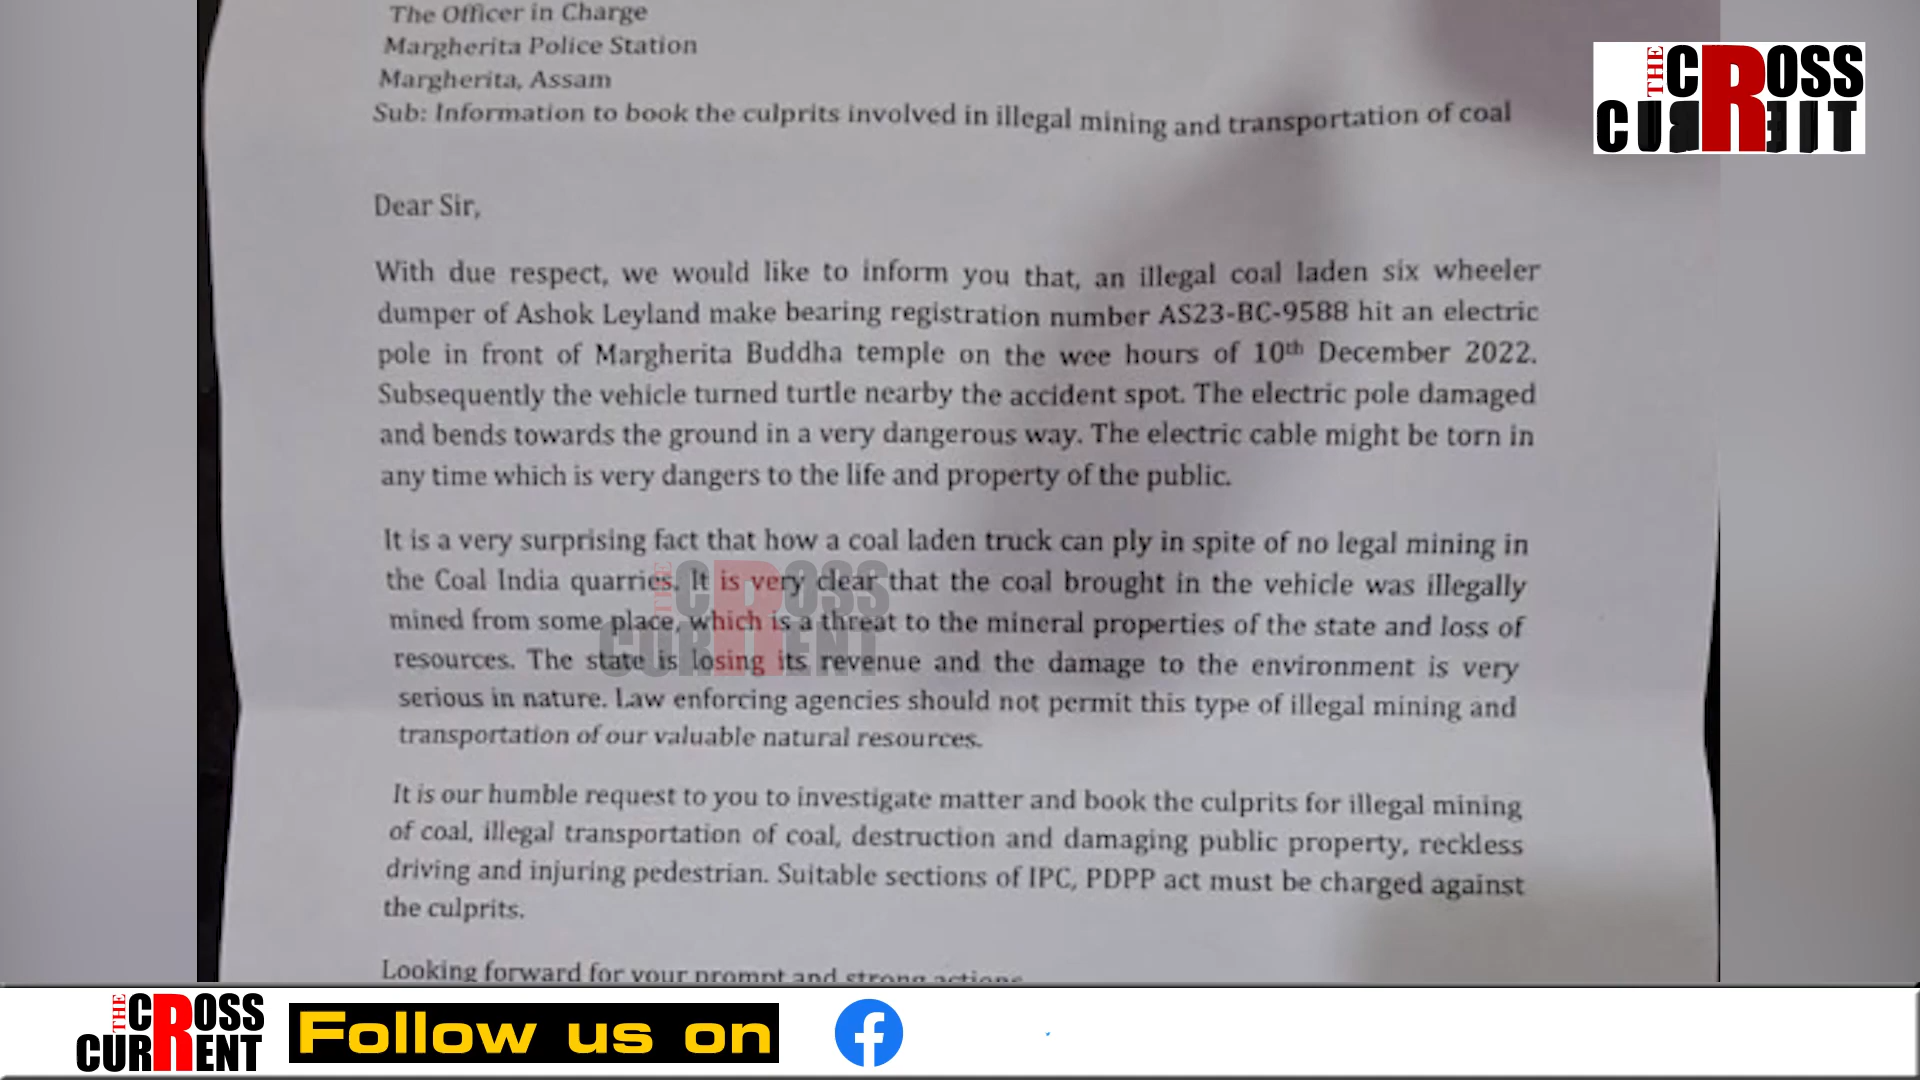 The Officer in Charge
Margherita Police Station
Margherita, Assam
Sub: Information to book the culprits involved in illegal mining and transportation of coal
THE CROSS
CURRENT
Dear Sir,
With due respect, we would like to inform you that, an illegal coal laden six wheeler
dumper of Ashok Leyland make bearing registration number AS23-BC-9588 hit an electric
pole in front of Margherita Buddha temple on the wee hours of 10th December 2022.
Subsequently the vehicle turned turtle nearby the accident spot. The electric pole damaged
and bends towards the ground in a very dangerous way. The electric cable might be torn in
any time which is very dangers to the life and property of the public.
It is a very surprising fact that how a coal laden truck can ply in spite of no legal mining in
the Coal India quarries. It is very clear that the coal brought in the vehicle was illegally
mined from some place, which is a threat to the mineral properties of the state and loss of
resources. The state is losing its revenue and the damage to the environment is very
serious in nature. Law enforcing agencies should not permit this type of illegal mining and
transportation of our valuable natural resources.
THE CROSS
CURRENT
It is our humble request to you to investigate matter and book the culprits for illegal mining
of coal, illegal transportation of coal, destruction and damaging public property, reckless
driving and injuring pedestrian. Suitable sections of IPC, PDPP act must be charged against
the culprits.
Looking forward for your prompt and strong actions
THE CROSS
CURRENT
Follow us on